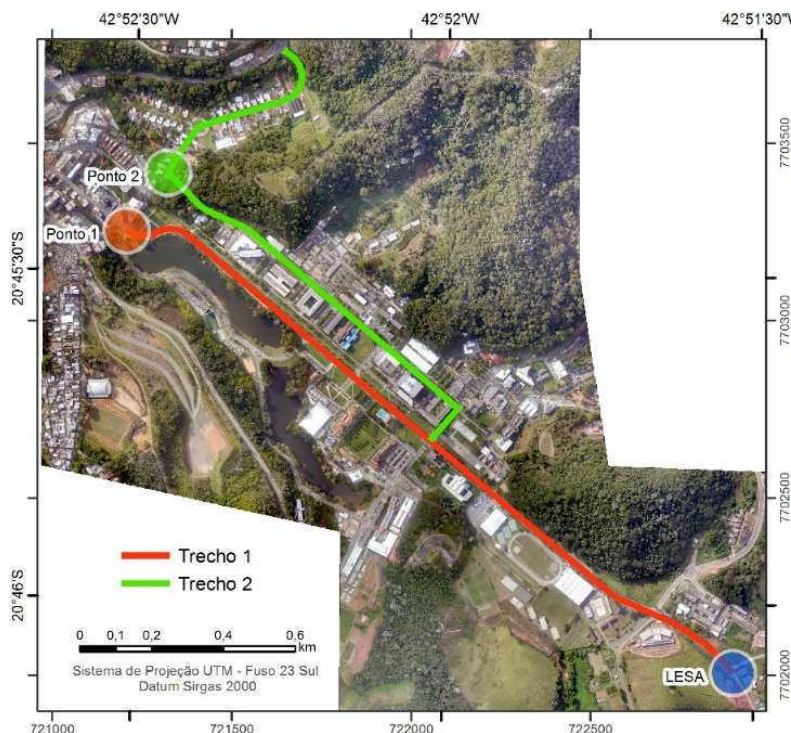 42°52'30"W
42°52'W
42°51'30"W
Ponto 2
Ponto 1
7703500
20°45'30"S
7703000
7702500
Trecho 1
Trecho 2
20°46'S
0 0,1 0,2 0,4 0,6
km
Sistema de Projeção UTM - Fuso 23 Sul
Datum Sirgas 2000
LESA
7702000
721000
721500
722000
722500